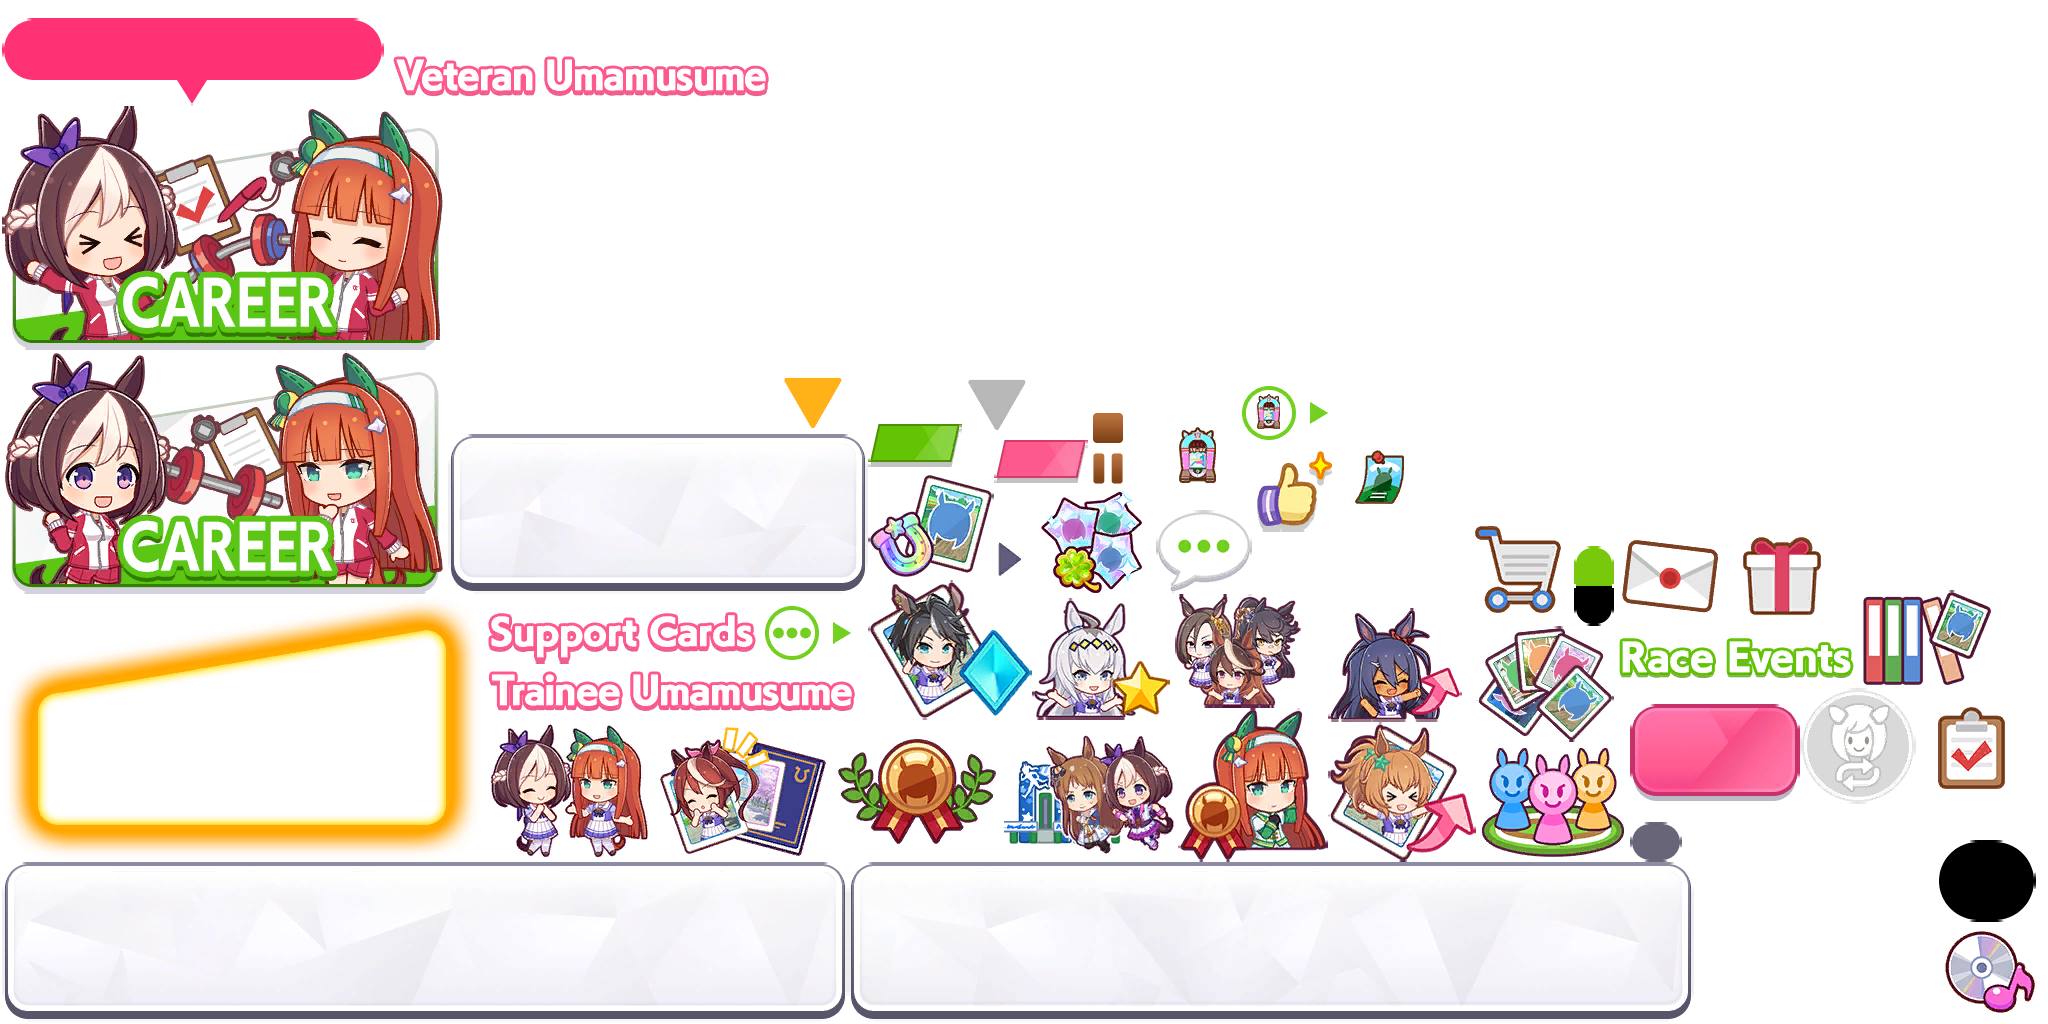 Veteran Umamusume
CAREER
CAREER
Support Cards
Trainee Umamusume
Race Events